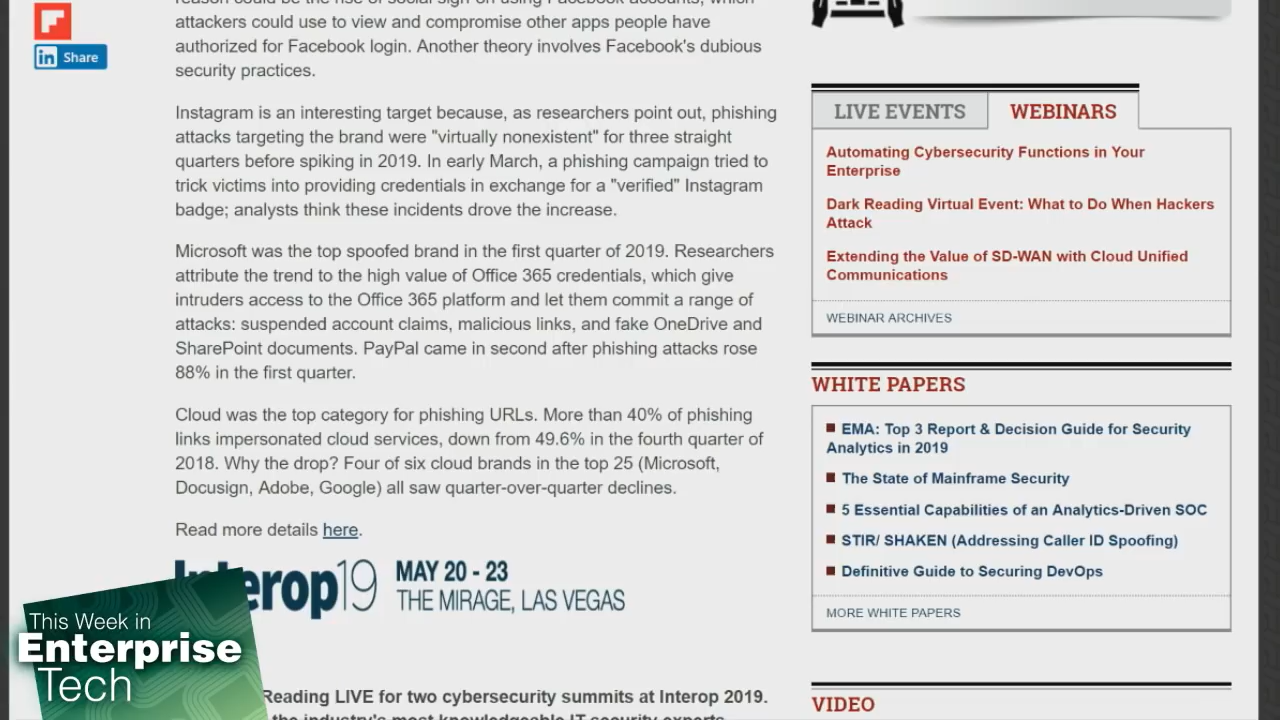 reason could be the rise of social sign-on using Facebook accounts, which
attackers could use to view and compromise other apps people have
authorized for Facebook login. Another theory involves Facebook's dubious
security practices.
Instagram is an interesting target because, as researchers point out, phishing
attacks targeting the brand were "virtually nonexistent" for three straight
quarters before spiking in 2019. In early March, a phishing campaign tried to
trick victims into providing credentials in exchange for a "verified" Instagram
badge; analysts think these incidents drove the increase.
Microsoft was the top spoofed brand in the first quarter of 2019. Researchers
attribute the trend to the high value of Office 365 credentials, which give
intruders access to the Office 365 platform and let them commit a range of
attacks: suspended account claims, malicious links, and fake OneDrive and
SharePoint documents. PayPal came in second after phishing attacks rose
88% in the first quarter.
Cloud was the top category for phishing URLs. More than 40% of phishing
links impersonated cloud services, down from 49.6% in the fourth quarter of
2018. Why the drop? Four of six cloud brands in the top 25 (Microsoft,
Docusign, Adobe, Google) all saw quarter-over-quarter declines.
Read more details here.
Interop19
MAY 20 - 23
THE MIRAGE, LAS VEGAS
Reading LIVE for two cybersecurity summits at Interop 2019.
the industry's most knowledgeable IT security experts
in Share
This Week in
Enterprise
Tech
LIVE EVENTS
WEBINARS
Automating Cybersecurity Functions in Your
Enterprise
Dark Reading Virtual Event: What to Do When Hackers
Attack
Extending the Value of SD-WAN with Cloud Unified
Communications
WEBINAR ARCHIVES
WHITE PAPERS
EMA: Top 3 Report & Decision Guide for Security
Analytics in 2019
The State of Mainframe Security
5 Essential Capabilities of an Analytics-Driven SOC
STIR/ SHAKEN (Addressing Caller ID Spoofing)
Definitive Guide to Securing DevOps
MORE WHITE PAPERS
VIDEO